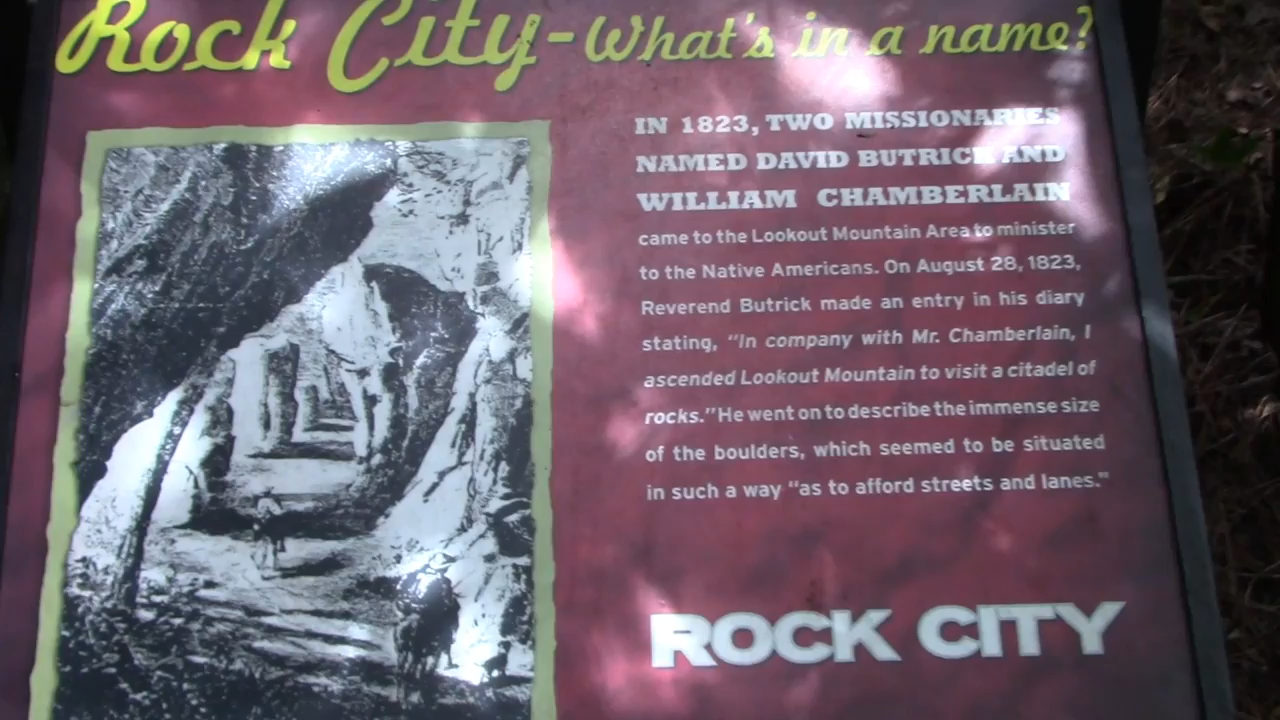 Rock City - What's in a name?
IN 1823, TWO MISSIONARIES
NAMED DAVID BUTRICK AND
WILLIAM CHAMBERLAIN
came to the Lookout Mountain Area to minister
to the Native Americans. On August 28, 1823,
Reverend Butrick made an entry in his diary
stating, "In company with Mr. Chamberlain, I
ascended Lookout Mountain to visit a citadel of
rocks." He went on to describe the immense size
of the boulders, which seemed to be situated
in such a way "as to afford streets and lanes."
ROCK CITY